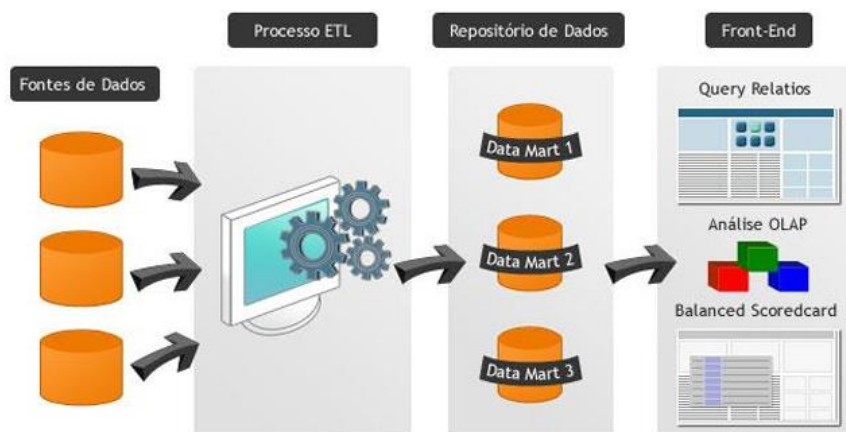 Processo ETL
Repositório de Dados
Front-End
Fontes de Dados
Query Relatios
Data Mart 1
Análise OLAP
Data Mart 2
Balanced Scoredcard
Data Mart 3